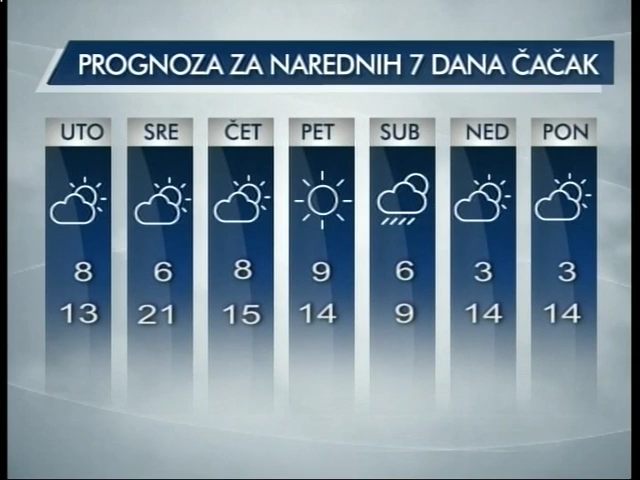 PROGNOZA ZA NAREDNIH 7 DANA ČAČAK
UTO SRE ČET PET SUB NED PON
8 6 8 9 6 3 3
13 21 15 14 9 14 14